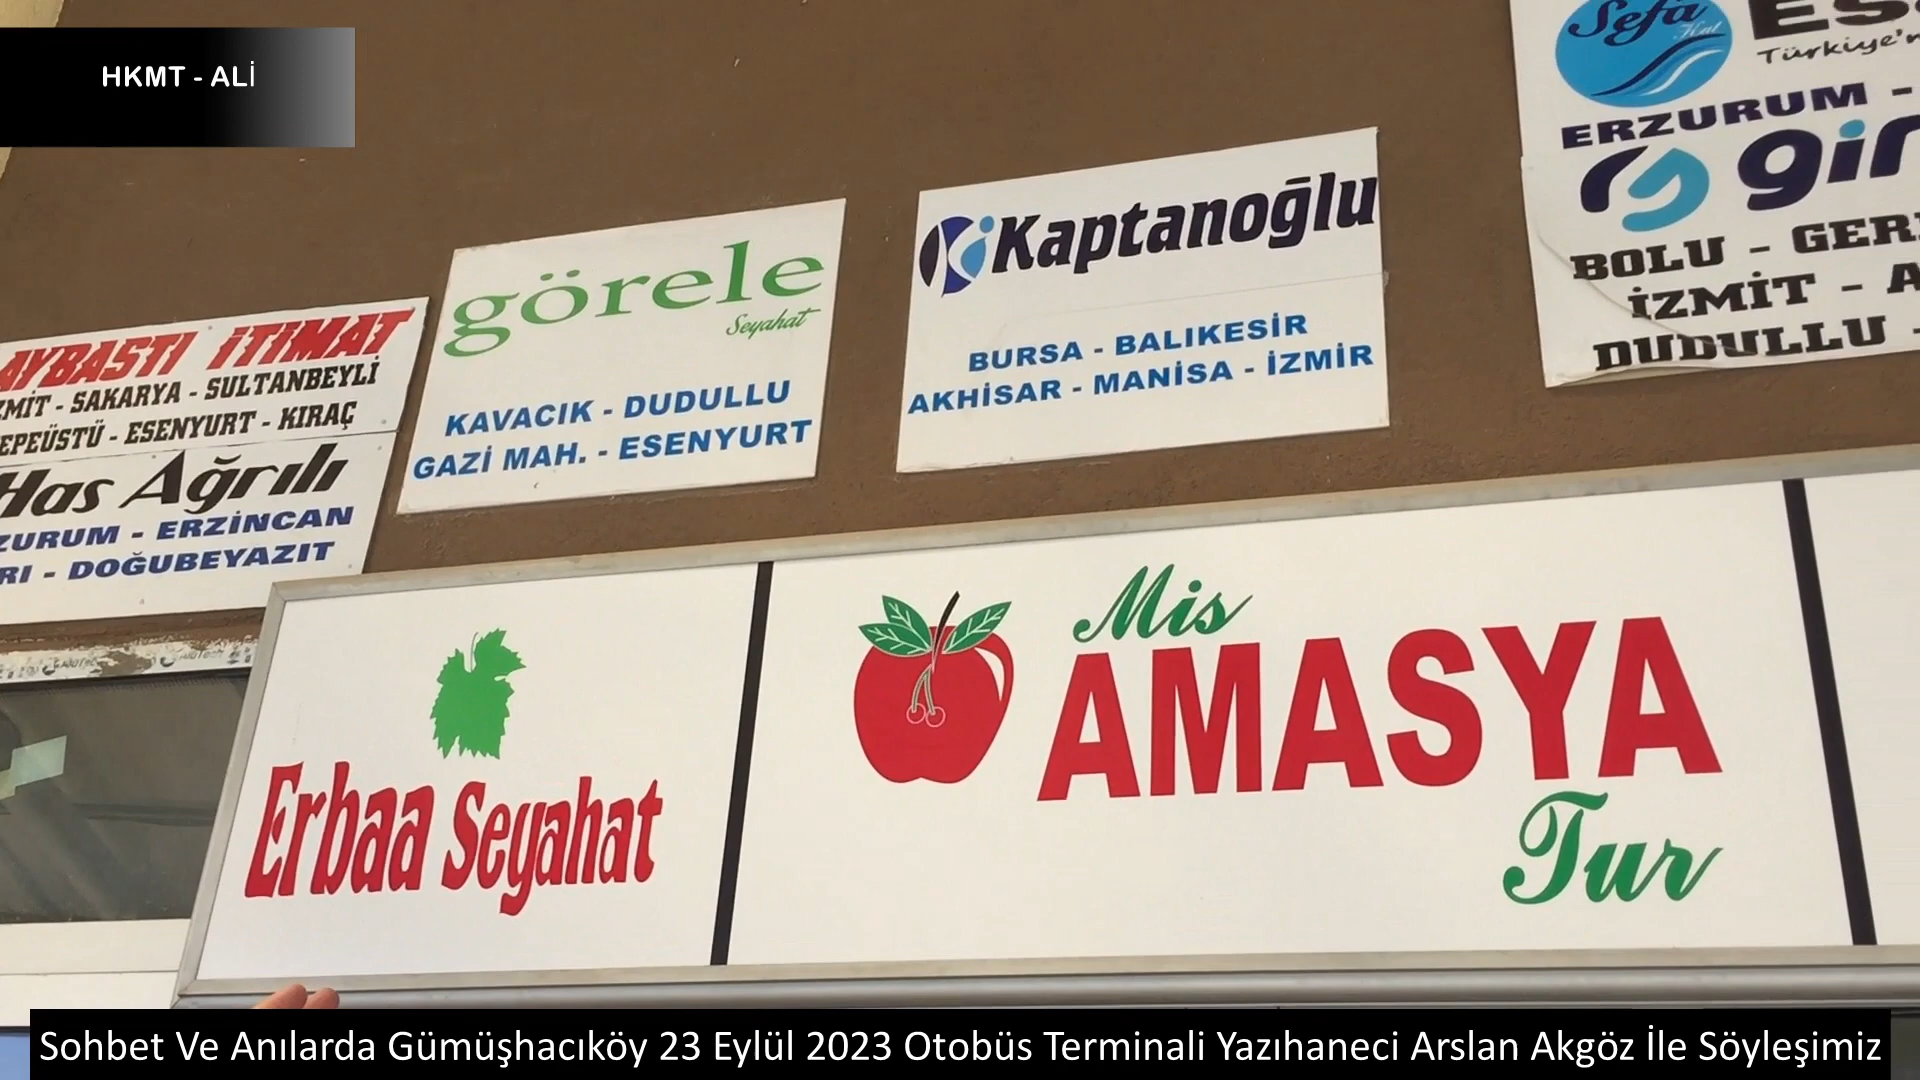 HKMT - ALİ
Sefa
Hat
Türkiye'n
ERZURUM -
BOLU - GER
İZMİT - A
DUDULLU -
Kaptanoğlu
BURSA - BALIKESİR
AKHİSAR - MANİSA - İZMİR
görele
Seyahat
KAVACIK - DUDULLU
GAZİ MAH. - ESENYURT
AYBASTI İTİMAT
ZMİT - SAKARYA - SULTANBEYLİ
EPEÜSTÜ - ESENYURT - KIRAÇ
Has Ağrılı
ZURUM - ERZİNCAN
RI - DOĞUBEYAZIT
Erbaa Seyahat
Mis
AMASYA
Tur
Sohbet Ve Anılarda Gümüşhacıköy 23 Eylül 2023 Otobüs Terminali Yazıhaneci Arslan Akgöz İle Söyleşimiz